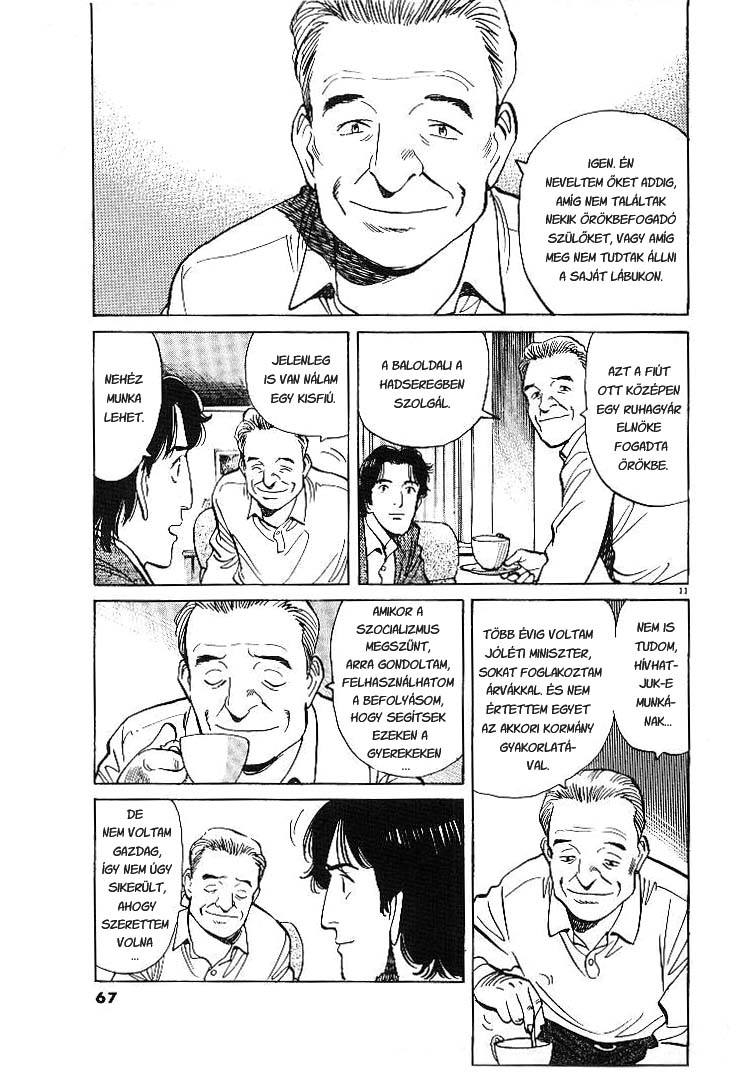 IGEN. ÉN
NEVELTEM ŐKET ADDIG,
AMÍG NEM TALÁLTAK
NEKIK ÖRÖKBEFOGADÓ
SZÜLŐKET, VAGY AMÍG
MEG NEM TUDTAK ÁLLNI
A SAJÁT LÁBUKON.
AZT A FIÚT
OTT KÖZÉPEN
EGY RUHAGYÁR
ELNÖKE
FOGADTA
ÖRÖKBE.
A BALOLDALI A
HADSEREGBEN
SZOLGÁL.
JELENLEG
IS VAN NÁLAM
EGY KISFIÚ.
NEHÉZ
MUNKA
LEHET.
11
NEM IS
TUDOM,
HÍVHAT-
JUK-E
MUNKÁ-
NAK...
TÖBB ÉVIG VOLTAM
JÓLÉTI MINISZTER,
SOKAT FOGLAKOZTAM
ÁRVÁKKAL. ÉS NEM
ÉRTETTEM EGYET
AZ AKKORI KORMÁNY
GYAKORLATÁ-
VAL.
AMIKOR A
SZOCIALIZMUS
MEGSZŰNT,
ARRA GONDOLTAM,
FELHASZNÁLHATOM
A BEFOLYÁSOM,
HOGY SEGÍTSEK
EZEKEN A
GYEREKEKEN
...
DE
NEM VOLTAM
GAZDAG,
ÍGY NEM ÚGY
SIKERÜLT,
AHOGY
SZERETTEM
VOLNA
...
67